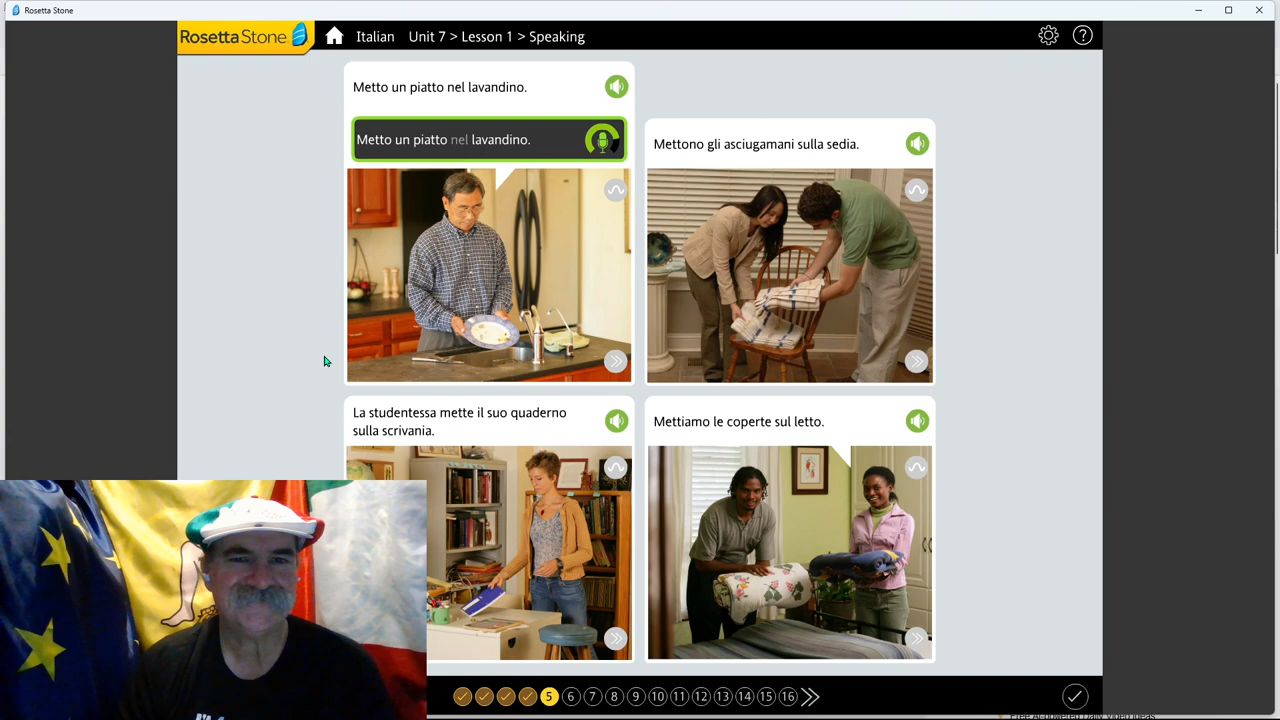 Rosetta Stone
RosettaStone
Italian Unit 7 > Lesson 1 > Speaking
Metto un piatto nel lavandino.
Metto un piatto nel lavandino.
Mettono gli asciugamani sulla sedia.
La studentessa mette il suo quaderno
sulla scrivania.
Mettiamo le coperte sul letto.
5 6 7 8 9 10 11 12 13 14 15 16